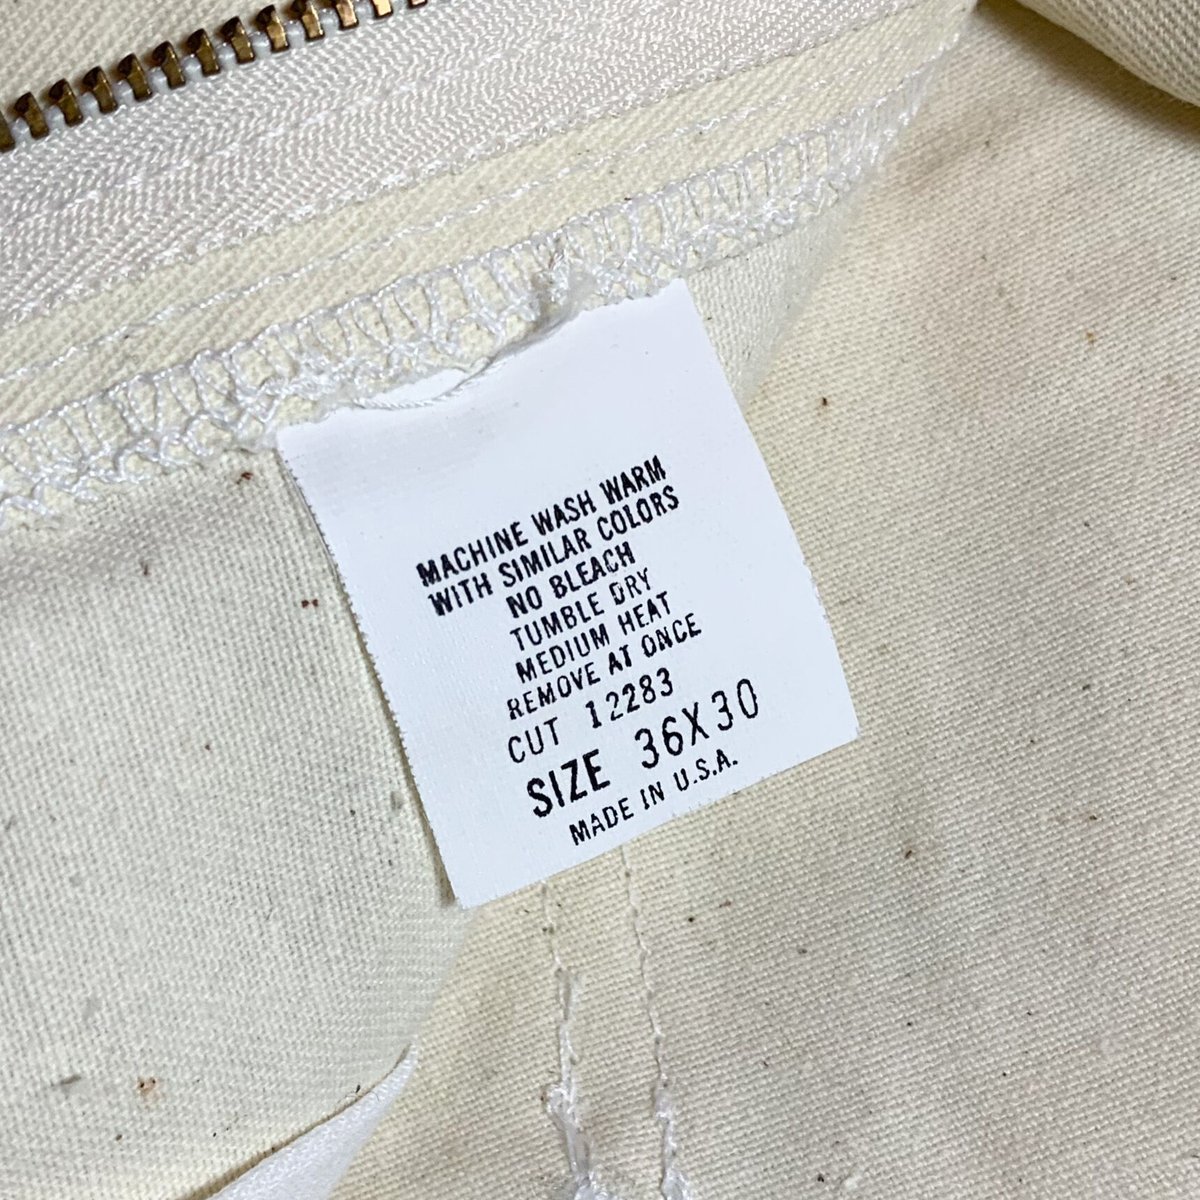 MACHINE WASH WARM
WITH SIMILAR COLORS
NO BLEACH
TUMBLE DRY
MEDIUM HEAT
REMOVE AT ONCE
CUT 12283
SIZE 36X30
MADE IN U.S.A.